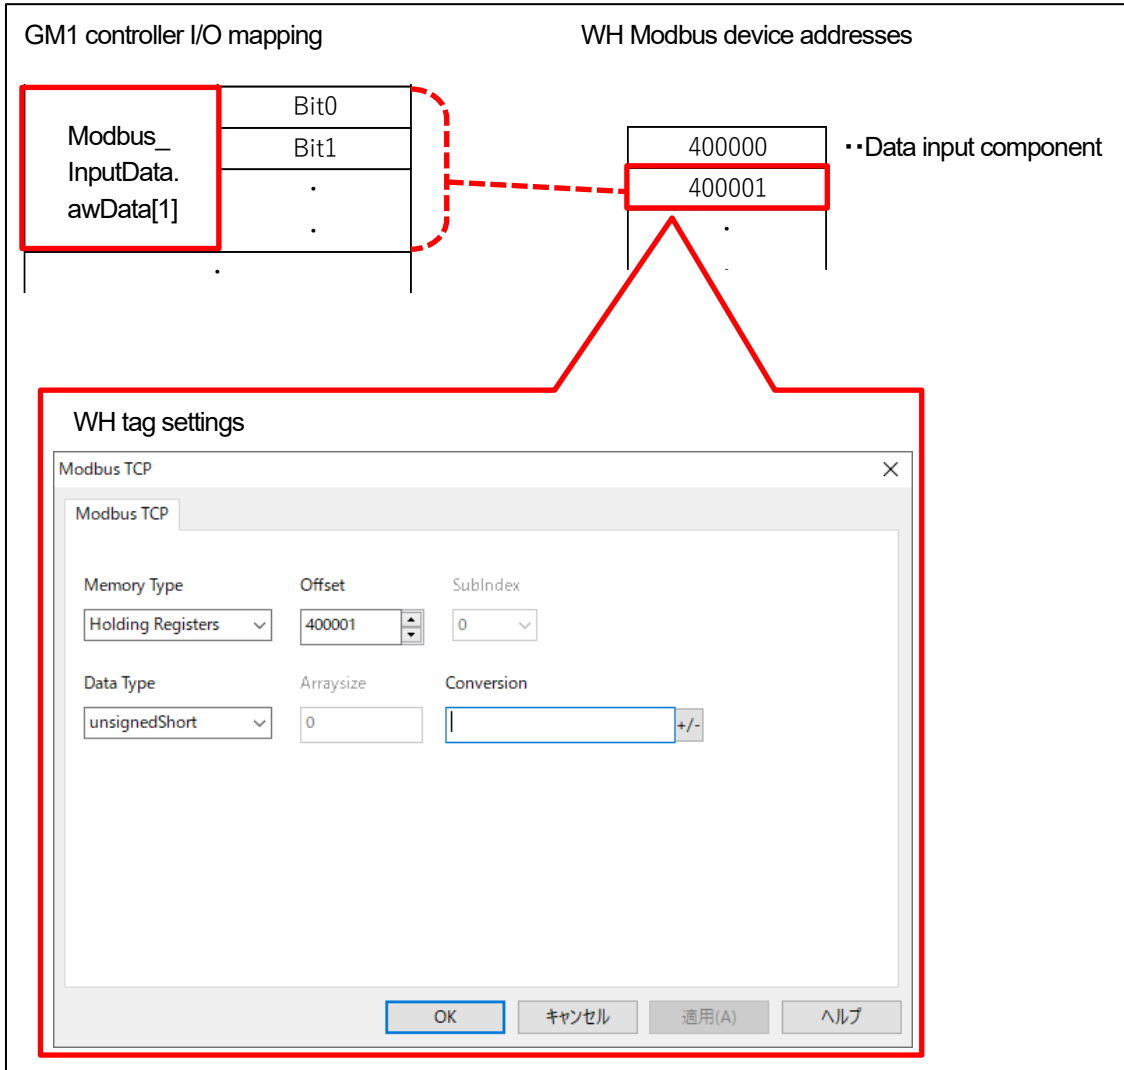 GM1 controller I/O mapping
WH Modbus device addresses
Modbus_
InputData.
awData[1]
Bit0
Bit1
.
.
.
400000
400001
.
.
･･Data input component
WH tag settings
Modbus TCP
Modbus TCP
Memory Type Offset SubIndex
Holding Registers 400001 0
Data Type Arraysize Conversion
unsignedShort 0 +/-
OK キャンセル 適用(A) ヘルプ